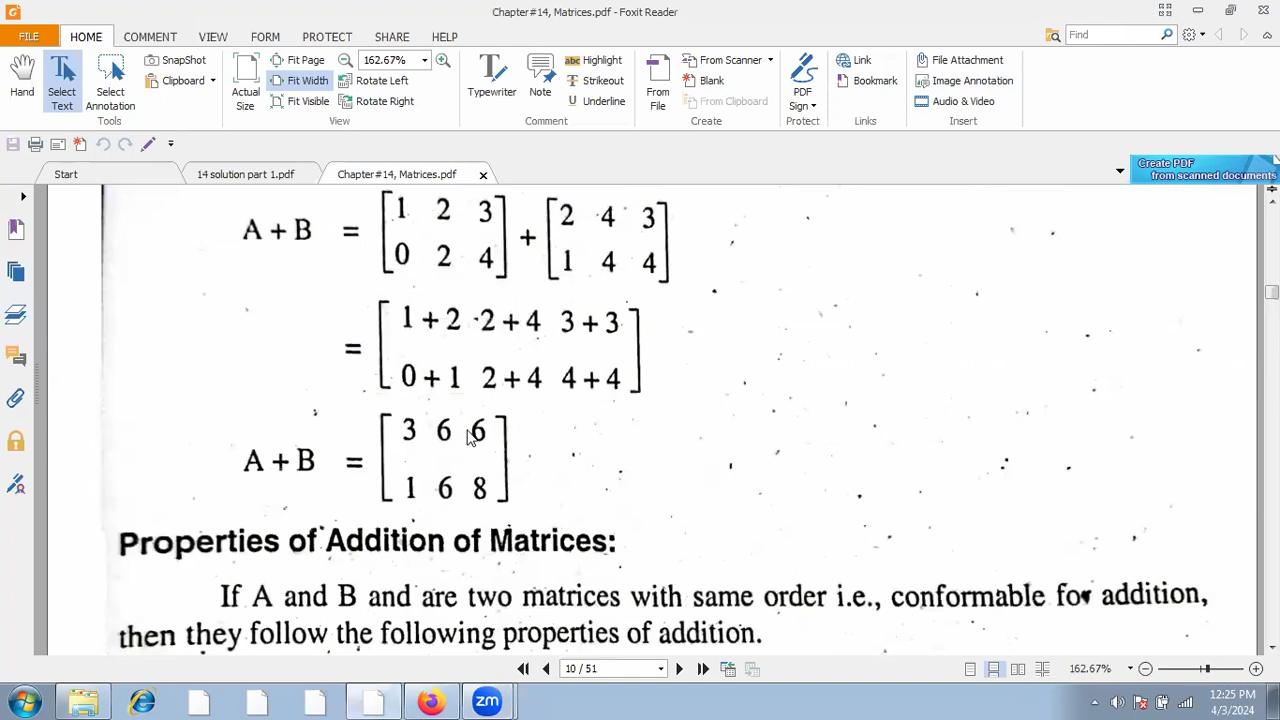 Chapter#14, Matrices.pdf - Foxit Reader
FILE HOME COMMENT VIEW FORM PROTECT SHARE HELP
Find
Hand
Select Text
Select Annotation
SnapShot
Clipboard
Tools
Actual Size
Fit Page
Fit Width
Fit Visible
162.67%
Rotate Left
Rotate Right
View
Typewriter
Note
Highlight
Strikeout
Underline
Comment
From File
From Scanner
Blank
From Clipboard
Create
PDF Sign
Protect
Link
Bookmark
Links
File Attachment
Image Annotation
Audio & Video
Insert
Start
14 solution part 1.pdf
Chapter#14, Matrices.pdf
Create PDF
from scanned documents
A + B = [1 2 3 + [2 4 3]
0 2 4] 1 4 4]
= [1 + 2 2 + 4 3 + 3
0 + 1 2 + 4 4 + 4]
A + B = [3 6 6
1 6 8]
Properties of Addition of Matrices:
If A and B and are two matrices with same order i.e., conformable for addition,
then they follow the following properties of addition.
10 / 51
162.67%
zm
12:25 PM
4/3/2024